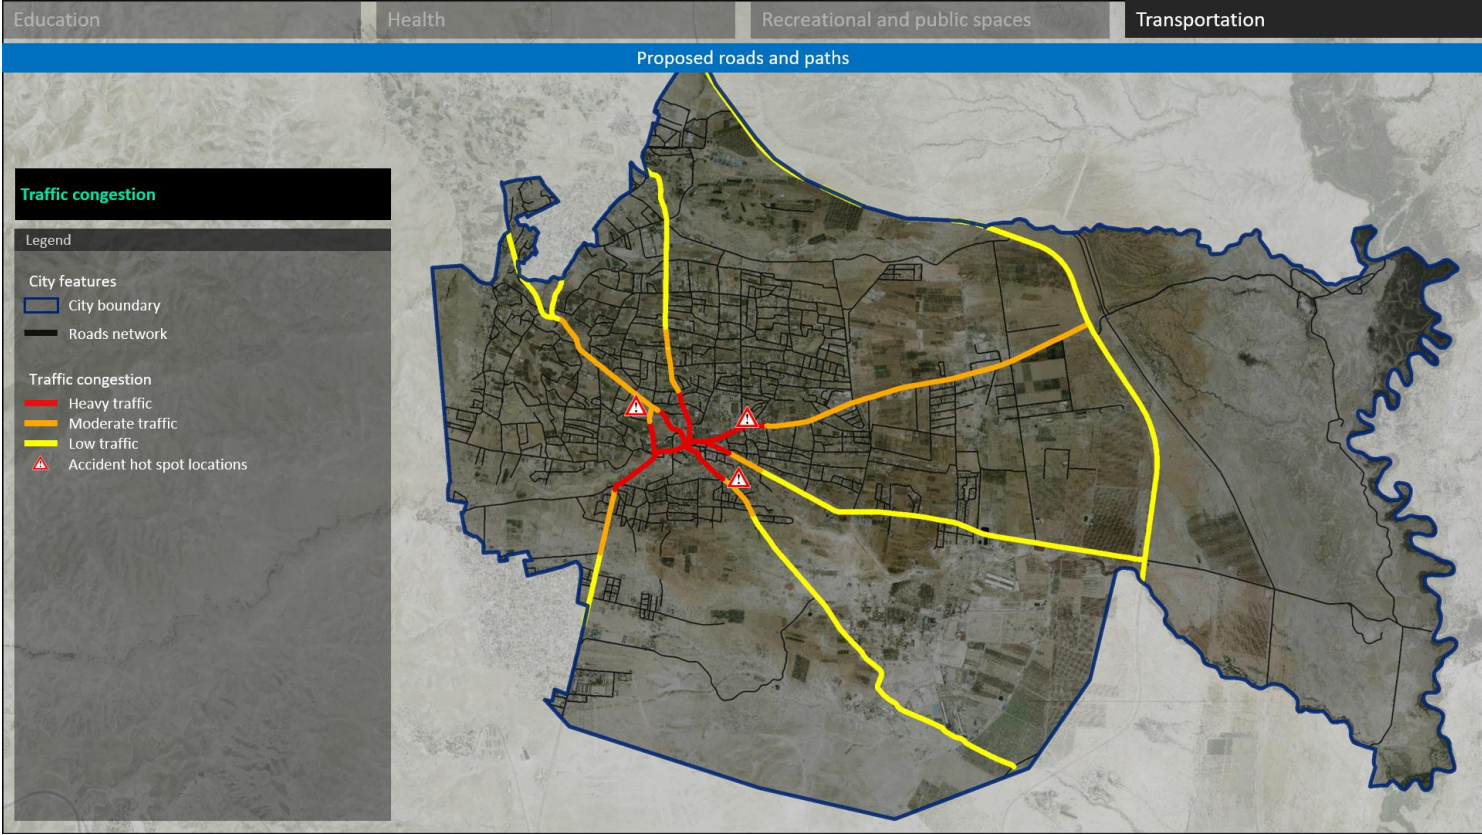 Education
Health
Recreational and public spaces
Transportation
Proposed roads and paths
Traffic congestion
Legend
City features
City boundary
Roads network
Traffic congestion
Heavy traffic
Moderate traffic
Low traffic
Accident hot spot locations